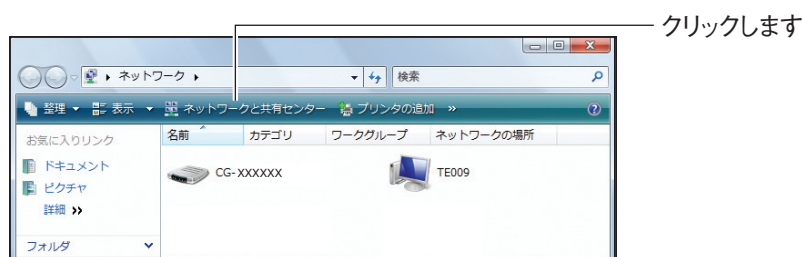 クリックします
ネットワーク
検索
整理 表示 ネットワークと共有センター プリンタの追加 »
お気に入りリンク
名前 カテゴリ ワークグループ ネットワークの場所
ドキュメント
ピクチャ
詳細 »
フォルダ
CG-XXXXXX
TE009